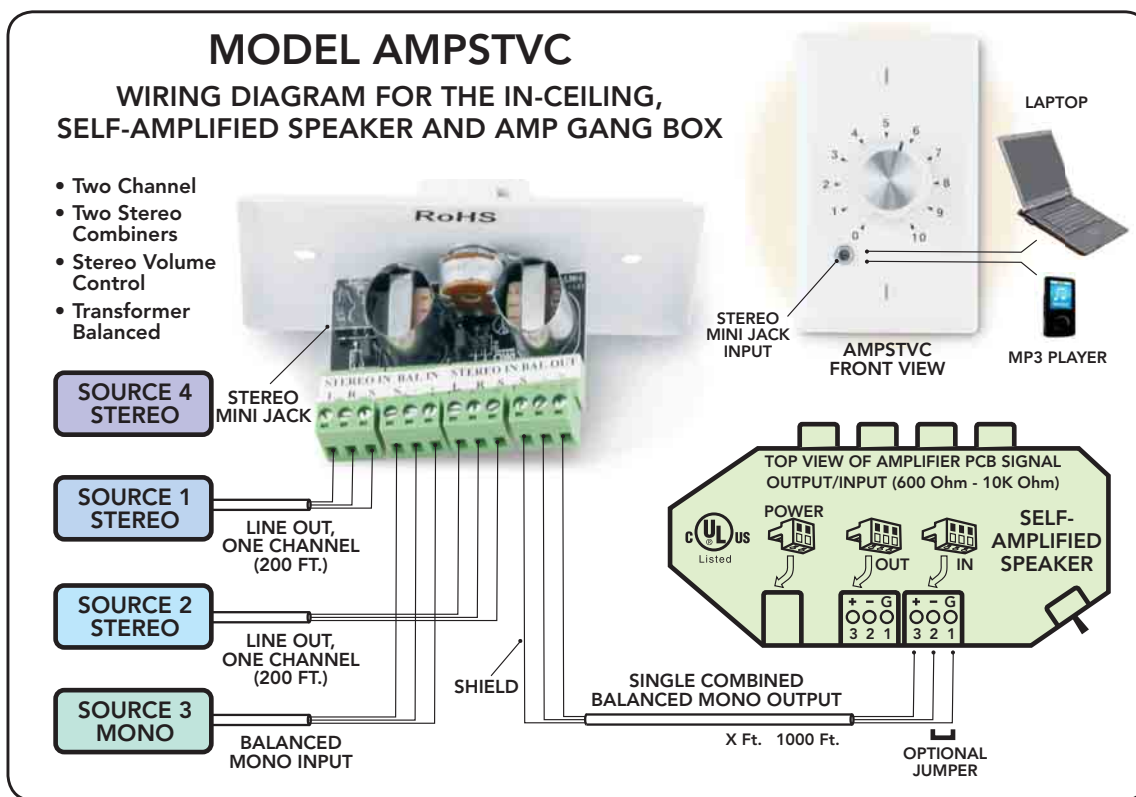 MODEL AMPSTVC
WIRING DIAGRAM FOR THE IN-CEILING,
SELF-AMPLIFIED SPEAKER AND AMP GANG BOX
• Two Channel
• Two Stereo
Combiners
• Stereo Volume
Control
• Transformer
Balanced
RoHS
STEREO IN BAL IN STEREO IN BAL OUT
L R S S - + L R S S - +
STEREO
MINI JACK
SOURCE 4
STEREO
SOURCE 1
STEREO
LINE OUT,
ONE CHANNEL
(200 FT.)
SOURCE 2
STEREO
LINE OUT,
ONE CHANNEL
(200 FT.)
SOURCE 3
MONO
BALANCED
MONO INPUT
SHIELD
SINGLE COMBINED
BALANCED MONO OUTPUT
X Ft. 1000 Ft.
OPTIONAL
JUMPER
0 1 2 3 4 5 6 7 8 9 10
LAPTOP
STEREO
MINI JACK
INPUT
AMPSTVC
FRONT VIEW
MP3 PLAYER
TOP VIEW OF AMPLIFIER PCB SIGNAL
OUTPUT/INPUT (600 Ohm - 10K Ohm)
C UL ® US
Listed
POWER
OUT
IN
SELF-
AMPLIFIED
SPEAKER
+ − G
3 2 1
+ − G
3 2 1